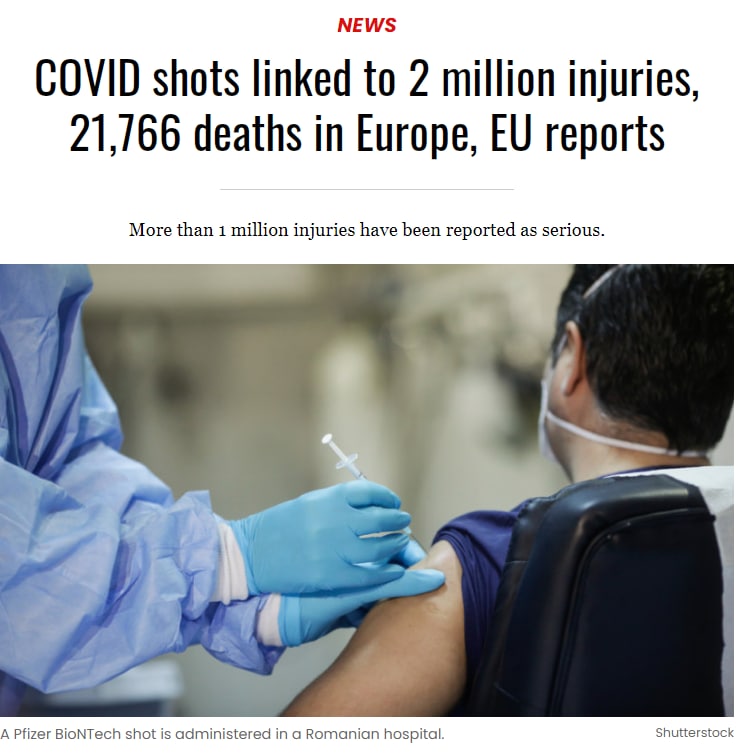 NEWS
COVID shots linked to 2 million injuries,
21,766 deaths in Europe, EU reports
More than 1 million injuries have been reported as serious.
A Pfizer BioNTech shot is administered in a Romanian hospital.
Shutterstock